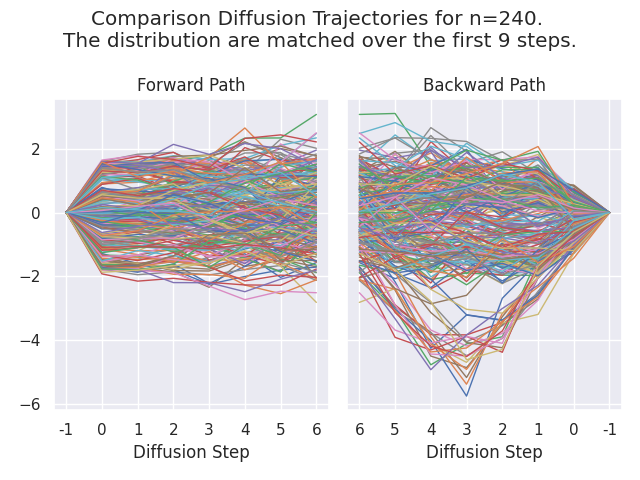 Comparison Diffusion Trajectories for n=240.
The distribution are matched over the first 9 steps.
Forward Path
Backward Path
2
0
−2
−4
−6
-1 0 1 2 3 4 5 6
6 5 4 3 2 1 0 -1
Diffusion Step
Diffusion Step